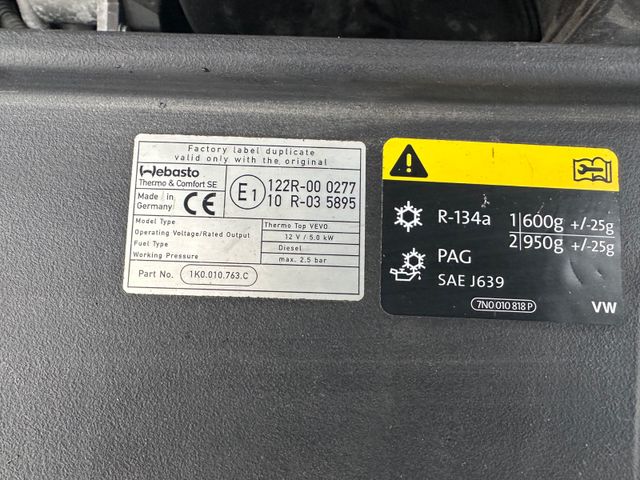 Factory label duplicate
valid only with the original
Webasto
Thermo & Comfort SE
Made in
Germany
CE
E1
122R-00 0277
10 R-03 5895
Model Type Thermo Top VEVO
Operating Voltage/Rated Output 12 V / 5.0 kW
Fuel Type Diesel
Working Pressure max. 2.5 bar
Part No. 1K0.010.763.C
R-134a 1 600g +/-25g
2 950g +/-25g
PAG
SAE J639
7N0 010 818 P
VW